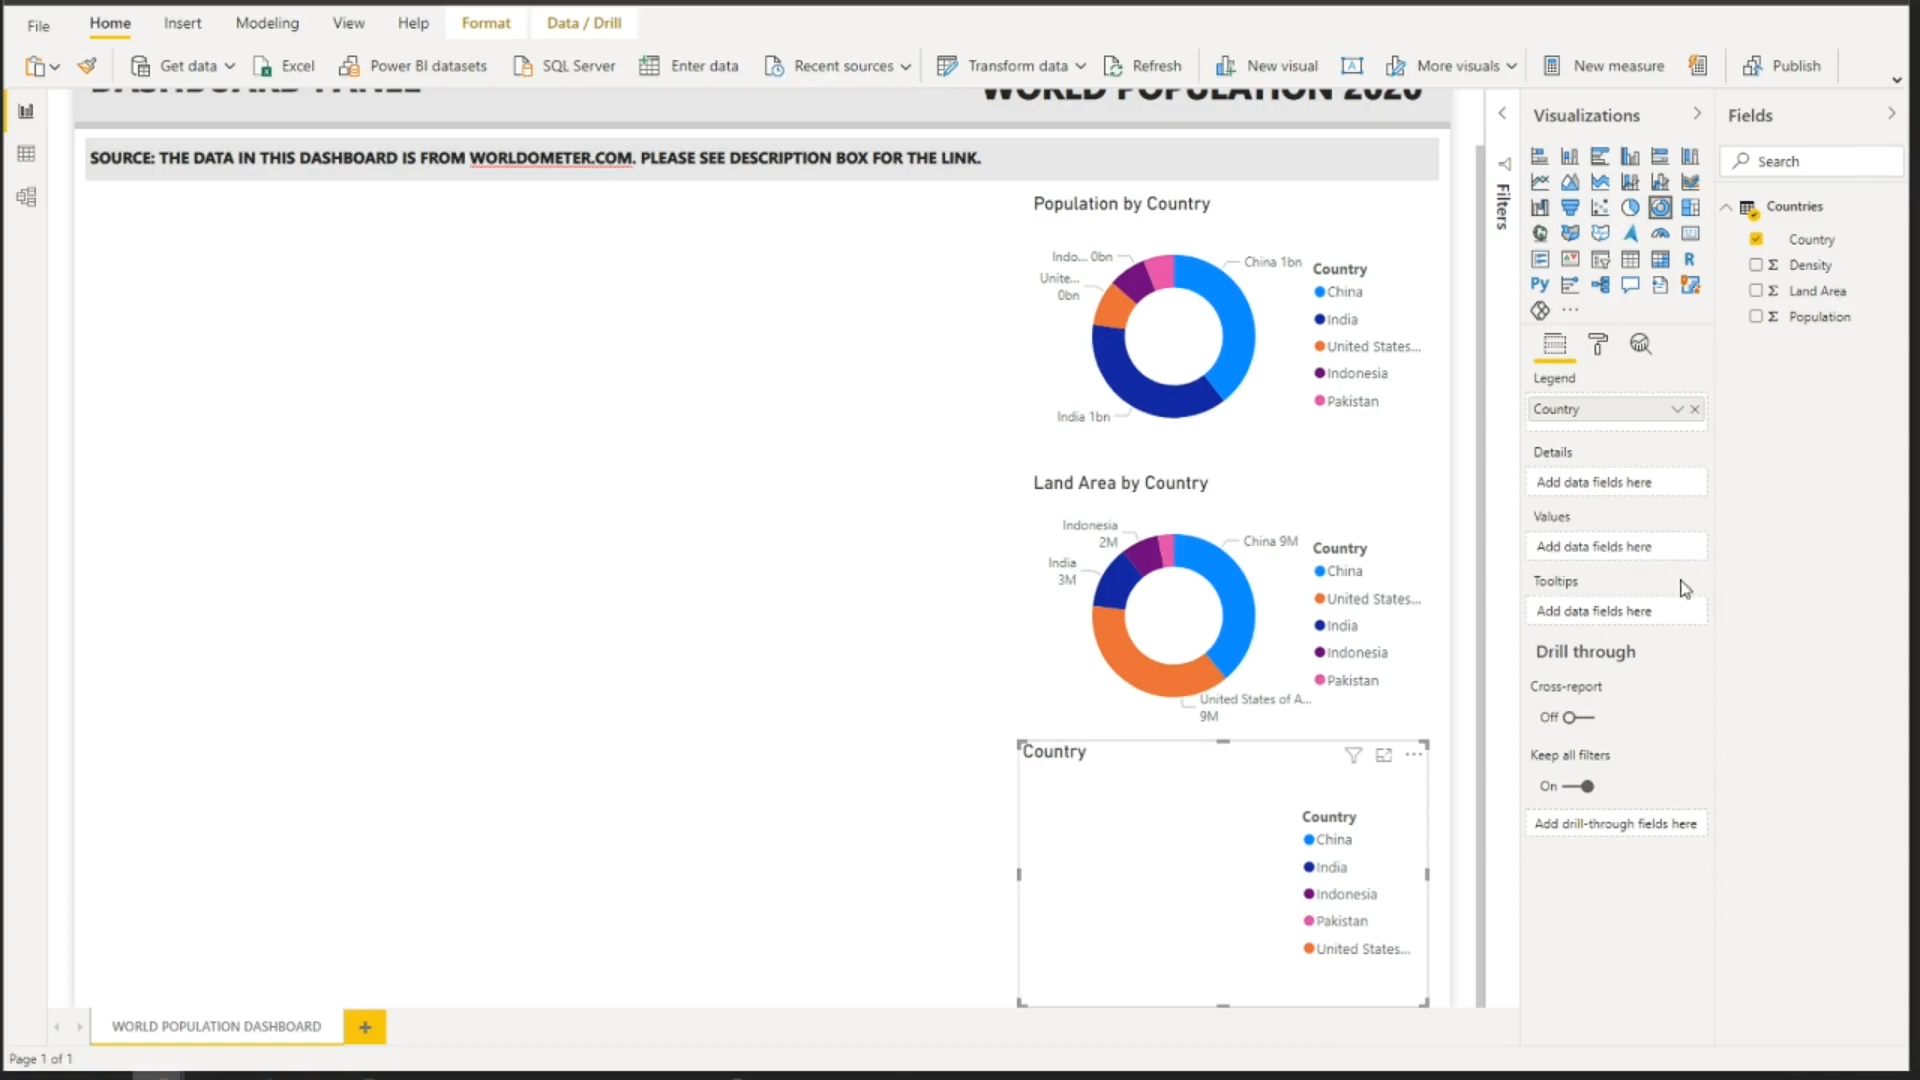 File Home Insert Modeling View Help Format Data / Drill
Get data Excel Power BI datasets SQL Server Enter data Recent sources Transform data Refresh New visual A More visuals New measure Publish
DASHBOARD PANEL WORLD POPULATION 2020
SOURCE: THE DATA IN THIS DASHBOARD IS FROM WORLDOMETER.COM. PLEASE SEE DESCRIPTION BOX FOR THE LINK.
Population by Country
Indo... 0bn
Unite...
0bn
China 1bn
India 1bn
Country
China
India
United States...
Indonesia
Pakistan
Land Area by Country
Indonesia
2M
India
3M
China 9M
United States of A...
9M
Country
China
United States...
India
Indonesia
Pakistan
Country
Country
China
India
Indonesia
Pakistan
United States...
Filters
Visualizations
R
Py
Legend
Country
Details
Add data fields here
Values
Add data fields here
Tooltips
Add data fields here
Drill through
Cross-report
Off
Keep all filters
On
Add drill-through fields here
Fields
Search
Countries
Country
Σ Density
Σ Land Area
Σ Population
WORLD POPULATION DASHBOARD +
Page 1 of 1